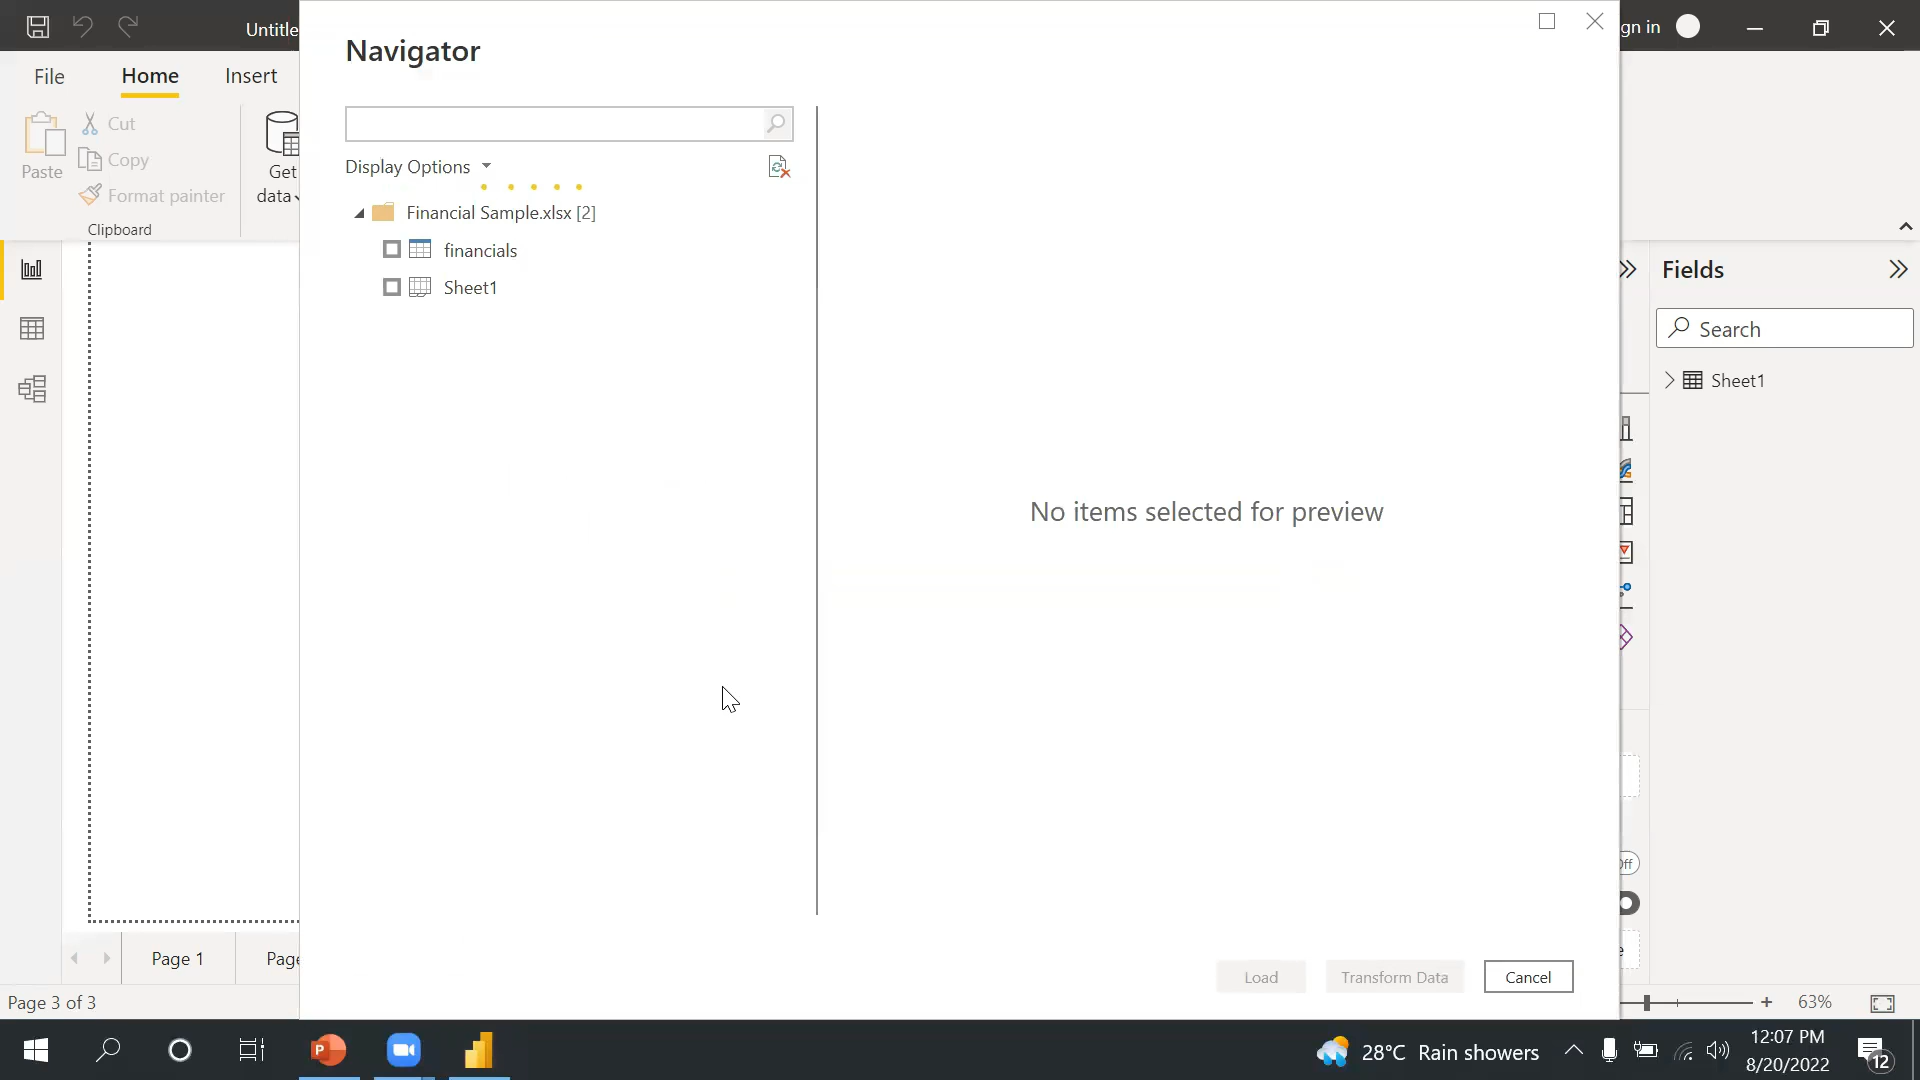 Untitle
gn in
File
Home
Insert
Paste
Cut
Copy
Format painter
Clipboard
Get
data
Navigator
Display Options
Financial Sample.xlsx [2]
financials
Sheet1
No items selected for preview
Load
Transform Data
Cancel
Fields
Search
Sheet1
Off
Page 1
Page
Page 3 of 3
63%
28°C Rain showers
12:07 PM
8/20/2022
12